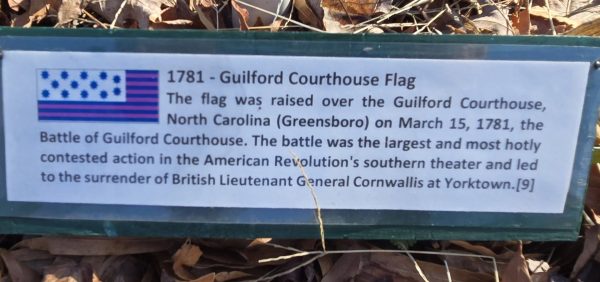 1781 - Guilford Courthouse Flag
The flag was raised over the Guilford Courthouse,
North Carolina (Greensboro) on March 15, 1781, the
Battle of Guilford Courthouse. The battle was the largest and most hotly
contested action in the American Revolution's southern theater and led
to the surrender of British Lieutenant General Cornwallis at Yorktown.[9]